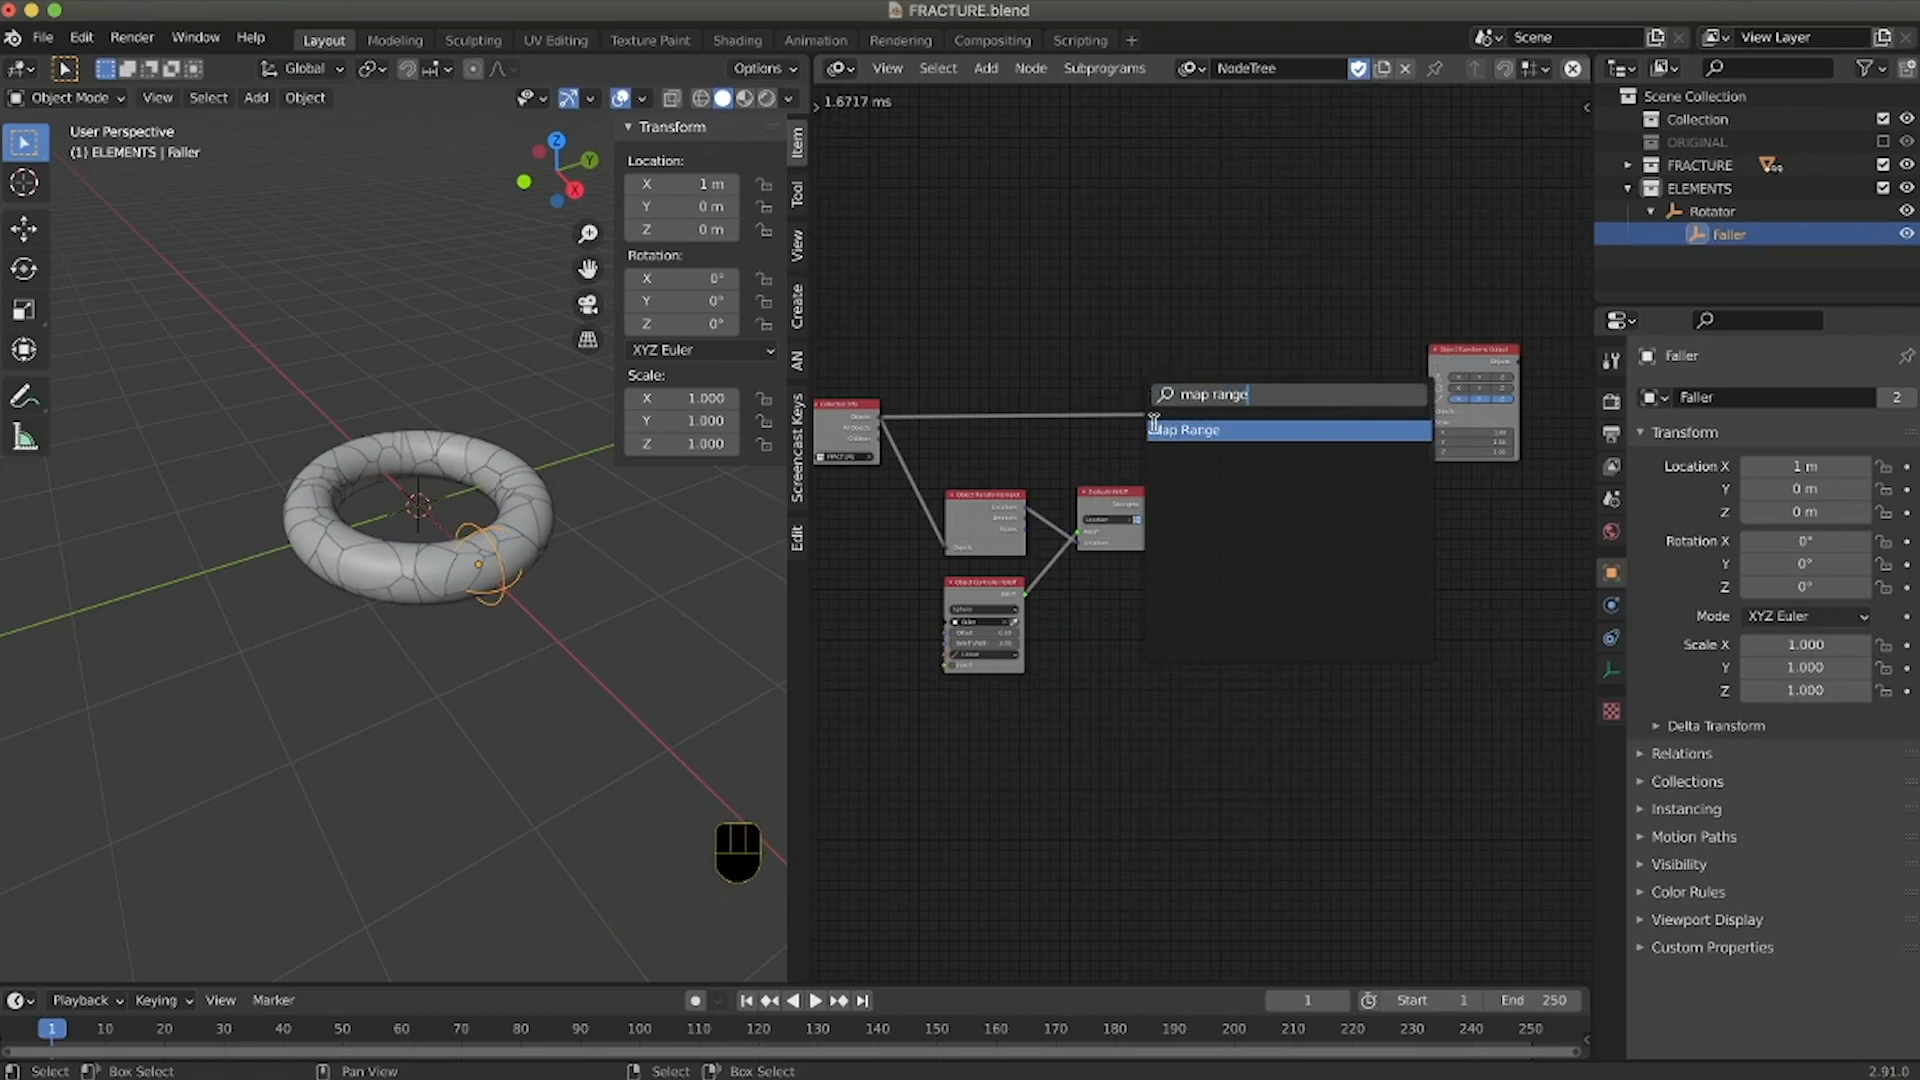 FRACTURE.blend
File Edit Render Window Help Layout Modeling Sculpting UV Editing Texture Paint Shading Animation Rendering Compositing Scripting + Scene View Layer
Global Options View Select Add Node Subprograms NodeTree
Object Mode View Select Add Object
User Perspective
(1) ELEMENTS | Faller
Z
Y
X
Transform
Location:
X 1 m
Y 0 m
Z 0 m
Rotation:
X 0°
Y 0°
Z 0°
XYZ Euler
Scale:
X 1.000
Y 1.000
Z 1.000
Item
Tool
View
Create
AN
Screencast Keys
Edit
1.6717 ms
Objects
FRACTURE
Object Transforms Input
Object Transforms Output
map range
Map Range
Scene Collection
Collection
ORIGINAL
FRACTURE
ELEMENTS
Rotator
Faller
Faller
Faller 2
Transform
Location X 1 m
Y 0 m
Z 0 m
Rotation X 0°
Y 0°
Z 0°
Mode XYZ Euler
Scale X 1.000
Y 1.000
Z 1.000
Delta Transform
Relations
Collections
Instancing
Motion Paths
Visibility
Color Rules
Viewport Display
Custom Properties
Playback Keying View Marker 1 Start 1 End 250
1 10 20 30 40 50 60 70 80 90 100 110 120 130 140 150 160 170 180 190 200 210 220 230 240 250
Select Box Select Pan View Select Box Select 2.91.0